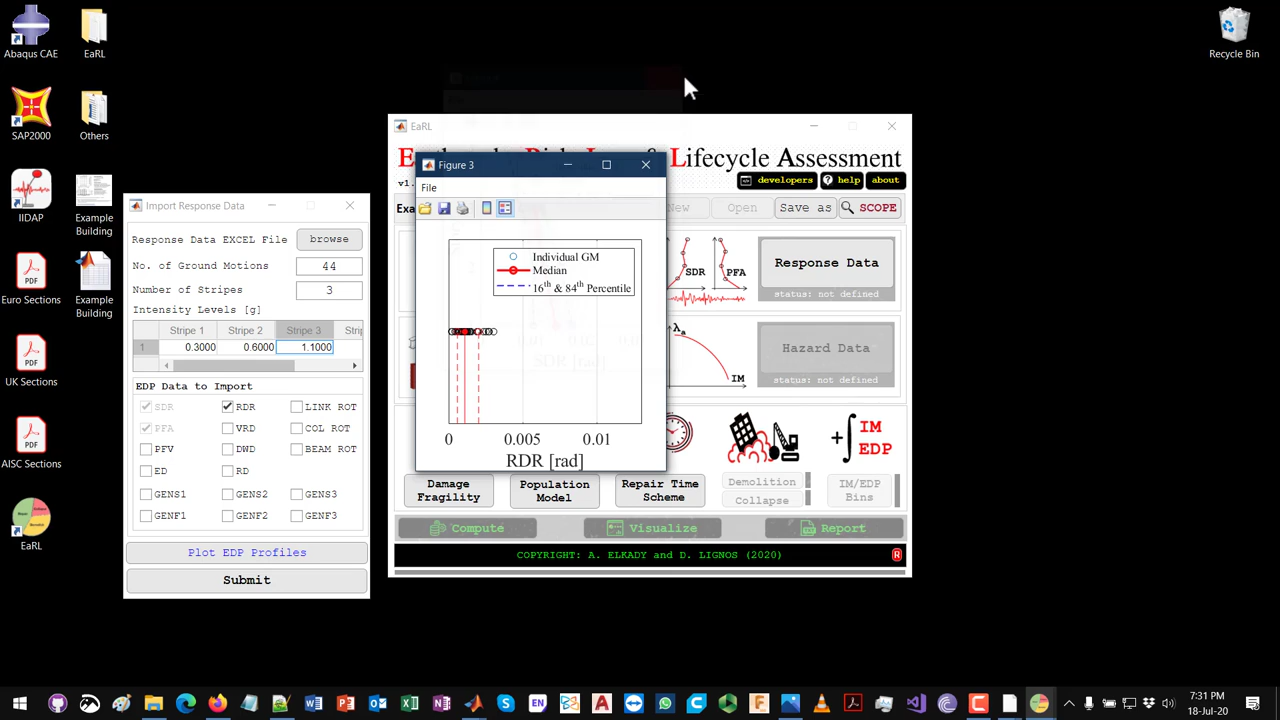 Abaqus CAE
EaRL
Recycle Bin
SAP2000
Others
IIDAP
Example
Building
Euro Sections
Example
Building
UK Sections
AISC Sections
EaRL
Import Response Data
Response Data EXCEL File
browse
No. of Ground Motions
44
Number of Stripes
3
Intensity Levels [g]
Stripe 1
Stripe 2
Stripe 3
1
0.3000
0.6000
1.1000
EDP Data to Import
SDR
RDR
LINK ROT
PFA
VRD
COL ROT
PFV
DWD
BEAM ROT
ED
RD
GENS1
GENS2
GENS3
GENF1
GENF2
GENF3
Plot EDP Profiles
Submit
EaRL
Lifecycle Assessment
developers
help
about
New
Open
Save as
SCOPE
SDR
PFA
Response Data
status: not defined
λa
IM
Hazard Data
status: not defined
IM
EDP
Damage
Fragility
Population
Model
Repair Time
Scheme
Demolition
Collapse
IM/EDP
Bins
Compute
Visualize
Report
COPYRIGHT: A. ELKADY and D. LIGNOS (2020)
R
Figure 3
File
Individual GM
Median
16th & 84th Percentile
0
0.005
0.01
RDR [rad]
SDR [rad]
EN
7:31 PM
18-Jul-20